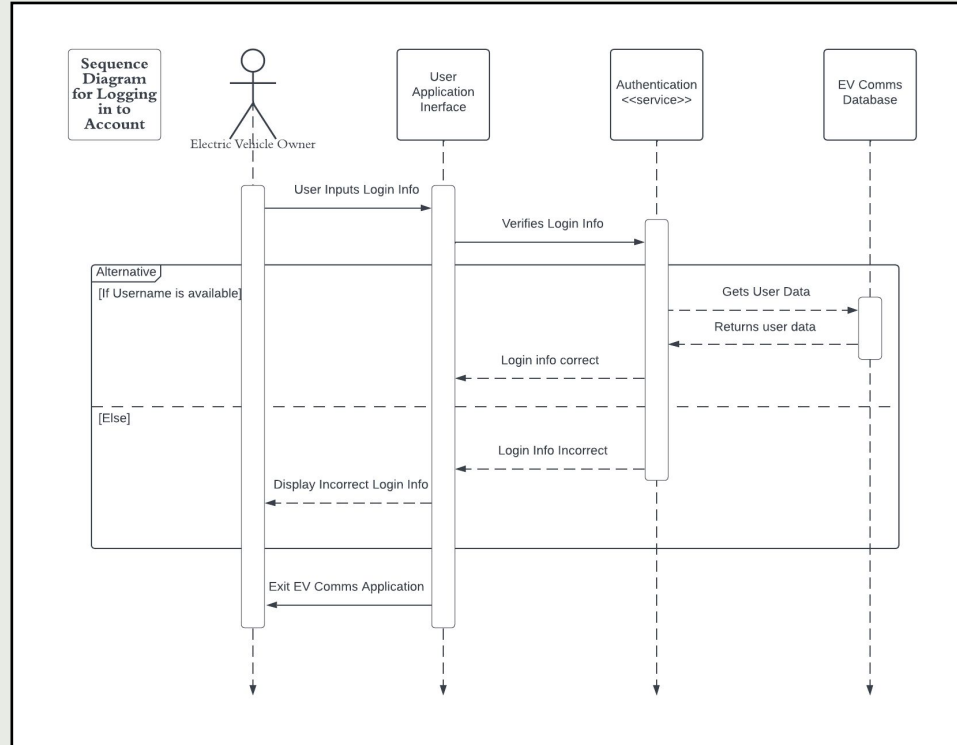 Sequence
Diagram
for Logging
in to
Account
Electric Vehicle Owner
User
Application
Inerface
Authentication
<<service>>
EV Comms
Database
User Inputs Login Info
Verifies Login Info
Alternative
[If Username is available]
Gets User Data
Returns user data
Login info correct
[Else]
Login Info Incorrect
Display Incorrect Login Info
Exit EV Comms Application